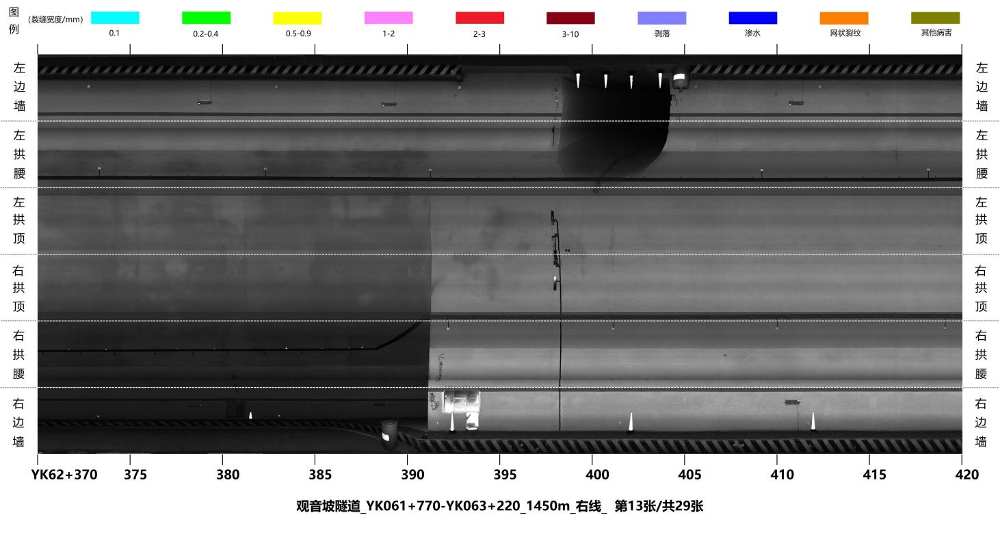 图例
(裂缝宽度/mm)
0.1
0.2-0.4
0.5-0.9
1-2
2-3
3-10
剥落
渗水
网状裂纹
其他病害
左边墙
左边墙
左拱腰
左拱腰
左拱顶
左拱顶
右拱顶
右拱顶
右拱腰
右拱腰
右边墙
右边墙
YK62+370 375 380 385 390 395 400 405 410 415 420
观音坡隧道_YK061+770-YK063+220_1450m_右线_ 第13张/共29张